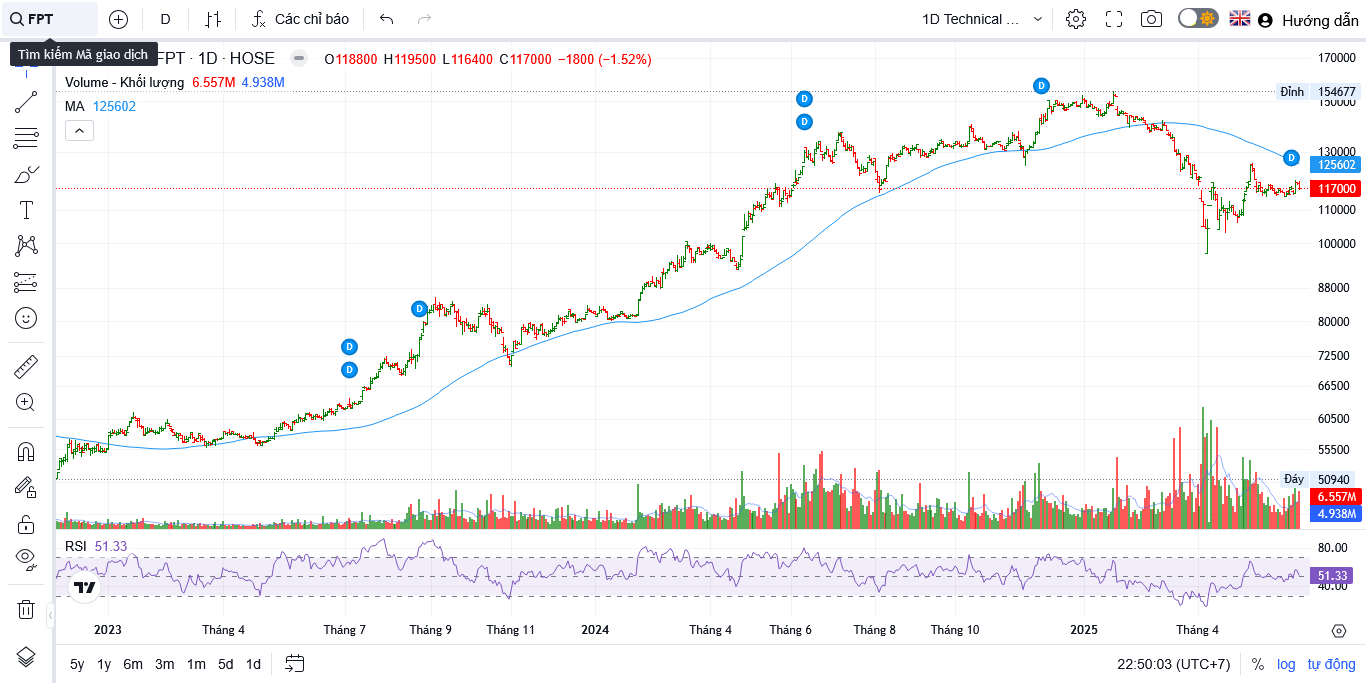 FPT D Các chỉ báo 1D Technical ... Hướng dẫn
Tìm kiếm Mã giao dịch
FPT · 1D · HOSE O118800 H119500 L116400 C117000 −1800 (−1.52%)
Volume - Khối lượng 6.557M 4.938M
MA 125602
170000
Đỉnh 154677
150000
130000
125602
117000
110000
100000
88000
80000
72500
66500
60500
55500
Đáy 50940
6.557M
4.938M
D
D
D
D
D
D
D
RSI 51.33
80.00
51.33
40.00
2023 Tháng 4 Tháng 7 Tháng 9 Tháng 11 2024 Tháng 4 Tháng 6 Tháng 8 Tháng 10 2025 Tháng 4
5y 1y 6m 3m 1m 5d 1d 22:50:03 (UTC+7) % log tự động